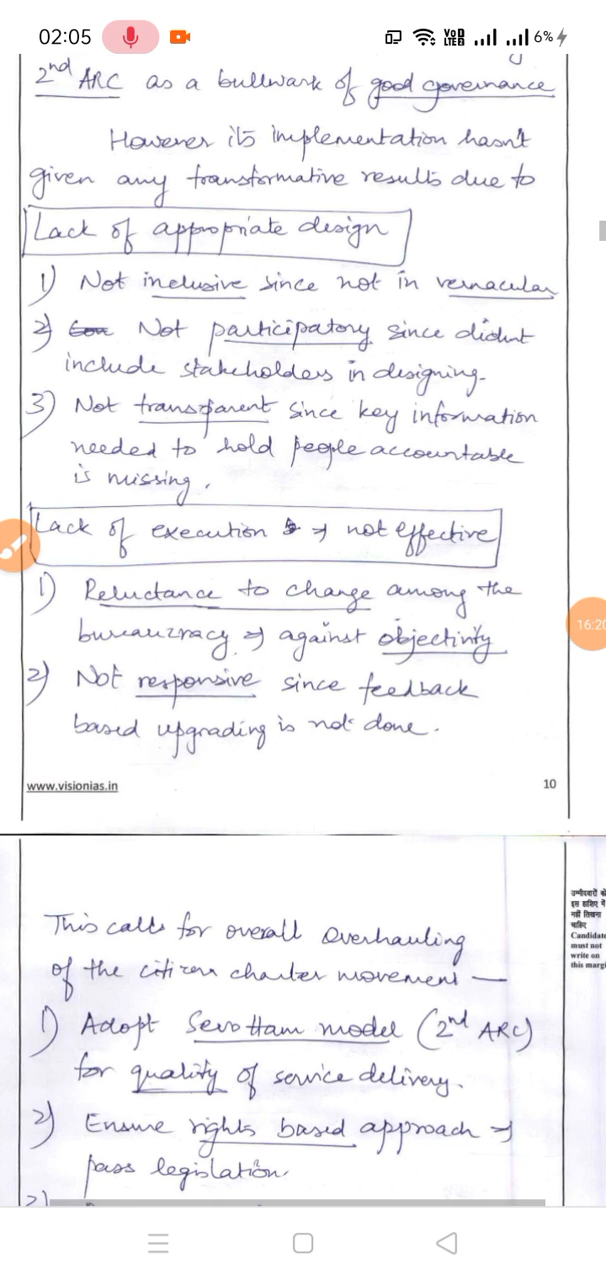 02:05
VoD LTE2
6%
2nd ARC as a bullwark of good governance
However its implementation hasn't
given any transformative results due to
Lack of appropriate design
1) Not inclusive since not in vernacular
2) Not participatory since didnt
include stakeholders in designing.
3) Not transparent since key information
needed to hold people accountable
is missing.
Lack of execution → not effective
1) Reluctance to change among the
bureaucracy → against objectivity
16:20
2) Not responsive since feedback
based upgrading is not done.
www.visionias.in
10
उम्मीदवारों को
इस हाशिए में
नहीं लिखना
चाहिए
Candidate
must not
write on
this margi
This calls for overall overhauling
of the citizen charter movement —
1) Adopt Sevottam model (2nd ARC)
for quality of service delivery.
2) Ensure rights based approach →
pass legislation.